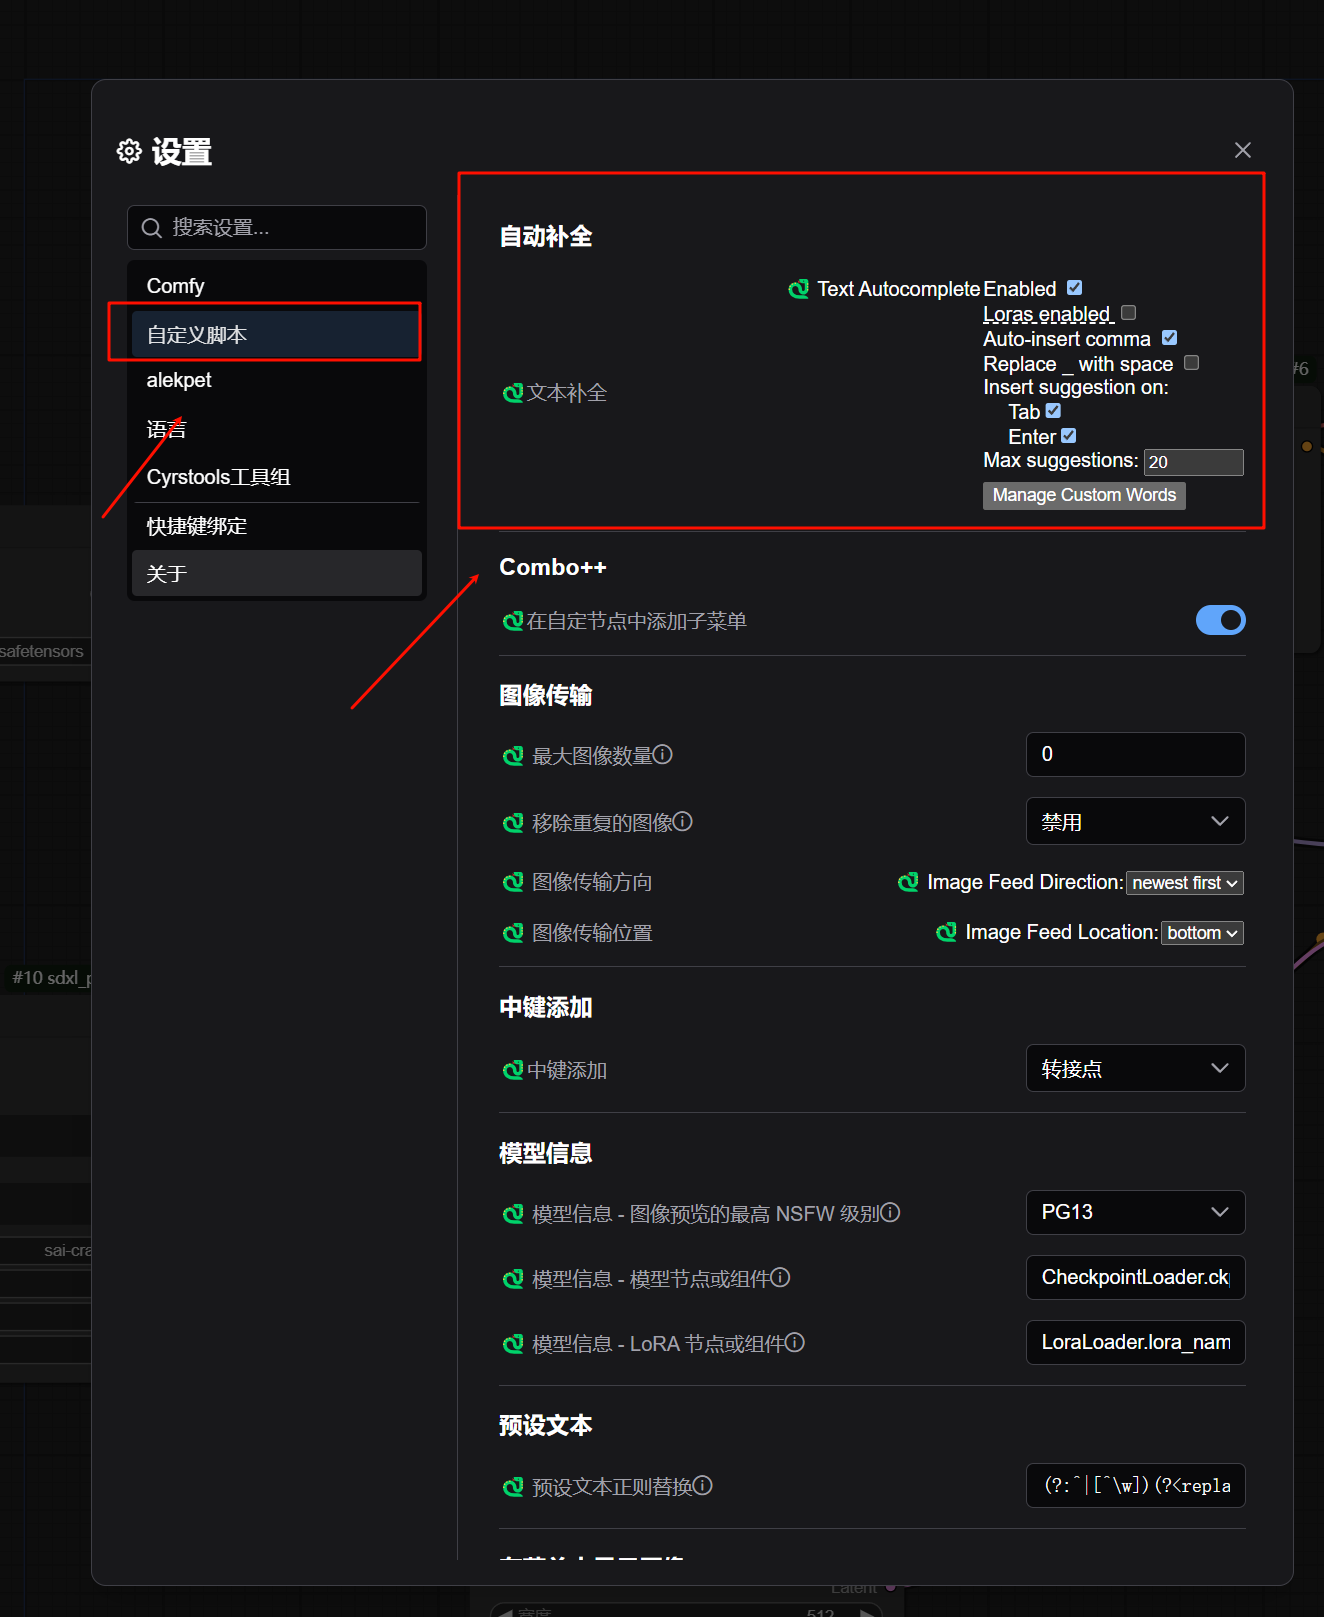 设置
搜索设置...
Comfy
自定义脚本
alekpet
语言
Cyrstools工具组
快捷键绑定
关于
自动补全
文本补全
Text Autocomplete
Enabled
Loras enabled
Auto-insert comma
Replace _ with space
Insert suggestion on:
Tab
Enter
Max suggestions: 20
Manage Custom Words
Combo++
在自定节点中添加子菜单
图像传输
最大图像数量 0
移除重复的图像 禁用
图像传输方向 Image Feed Direction: newest first
图像传输位置 Image Feed Location: bottom
中键添加
中键添加 转接点
模型信息
模型信息 - 图像预览的最高 NSFW 级别 PG13
模型信息 - 模型节点或组件 CheckpointLoader.ck
模型信息 - LoRA 节点或组件 LoraLoader.lora_nam
预设文本
预设文本正则替换 (?:^|[^\w])(?<repla
#6
safetensors
#10 sdxl_p
sai-cra
Latent
宽度 512